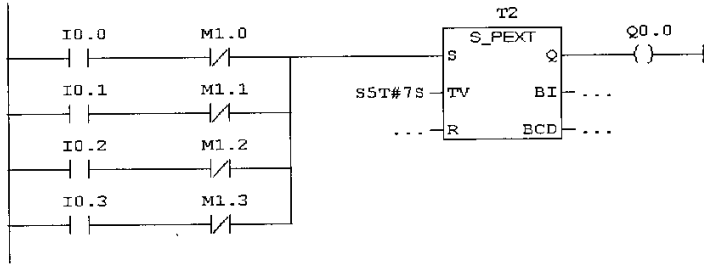 T2
I0.0 M1.0 S_PEXT Q0.0
S Q
I0.1 M1.1 S5T#7S TV BI ...
I0.2 M1.2 ... R BCD ...
I0.3 M1.3